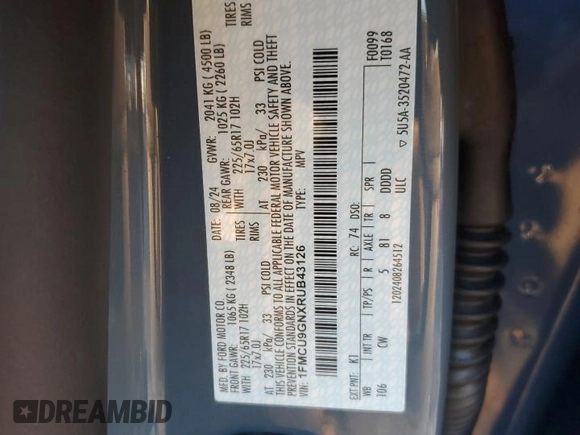 MFD. BY FORD MOTOR CO.
DATE: 08/24 GVWR: 2041 KG ( 4500 LB)
FRONT GAWR: 1065 KG ( 2348 LB)
REAR GAWR: 1025 KG ( 2260 LB)
WITH 225/65R17 102H TIRES
WITH 225/65R17 102H TIRES
17x7.0J RIMS
17x7.0J RIMS
AT 230 kPa/ 33 PSI COLD
AT 230 kPa/ 33 PSI COLD
THIS VEHICLE CONFORMS TO ALL APPLICABLE FEDERAL MOTOR VEHICLE SAFETY AND THEFT
PREVENTION STANDARDS IN EFFECT ON THE DATE OF MANUFACTURE SHOWN ABOVE.
VIN: 1FMCU9GNXRUB43126
TYPE: MPV
F0099
T0168
EXT PNT: K1 RC: 74 DSO:
WB INT TR TP/PS R AXLE TR SPR
106 CW 5 B1 8 DDDD
1202408264512 ULC
▽ 5U5A-3520472-AA
DREAMBID